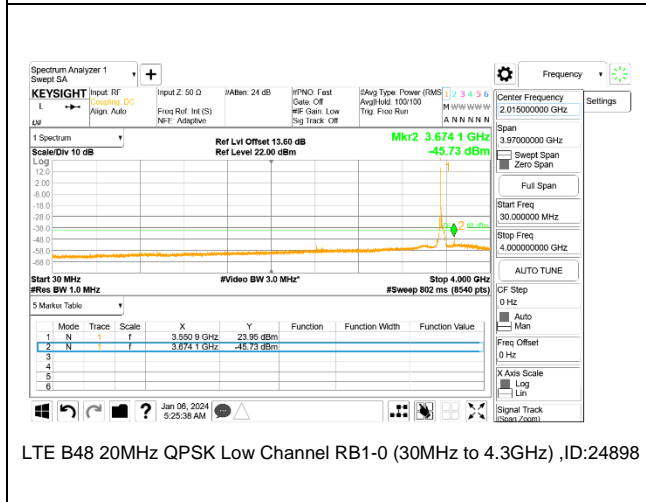 Spectrum Analyzer 1
Swept SA
+
Frequency
KEYSIGHT
Input: RF
Coupling: DC
Align: Auto
Input Z: 50 Ω
Freq Ref: Int (S)
NFE: Adaptive
#Atten: 24 dB
#PNO: Fast
Gate: Off
#IF Gain: Low
Sig Track: Off
#Avg Type: Power (RMS
Avg|Hold: 100/100
Trig: Free Run
1 2 3 4 5 6
M W W W W W
A N N N N N
L
Settings
1 Spectrum
Scale/Div 10 dB
Ref Lvl Offset 13.60 dB
Ref Level 22.00 dBm
Mkr2 3.674 1 GHz
-45.73 dBm
Log
12.0
2.00
-8.00
-18.0
-28.0
-38.0
-48.0
-58.0
-68.0
1
2
Start 30 MHz
#Res BW 1.0 MHz
#Video BW 3.0 MHz*
Stop 4.000 GHz
#Sweep 802 ms (8540 pts)
5 Marker Table
Mode Trace Scale X Y Function Function Width Function Value
1 N 1 f 3.550 9 GHz 23.95 dBm
2 N 1 f 3.674 1 GHz -45.73 dBm
3
4
5
6
Center Frequency
2.015000000 GHz
Span
3.97000000 GHz
Swept Span
Zero Span
Full Span
Start Freq
30.000000 MHz
Stop Freq
4.000000000 GHz
AUTO TUNE
CF Step
0 Hz
Auto
Man
Freq Offset
0 Hz
X Axis Scale
Log
Lin
Signal Track
(Span Zoom)
?
Jan 06, 2024
5:25:38 AM
LTE B48 20MHz QPSK Low Channel RB1-0 (30MHz to 4.3GHz) ,ID:24898